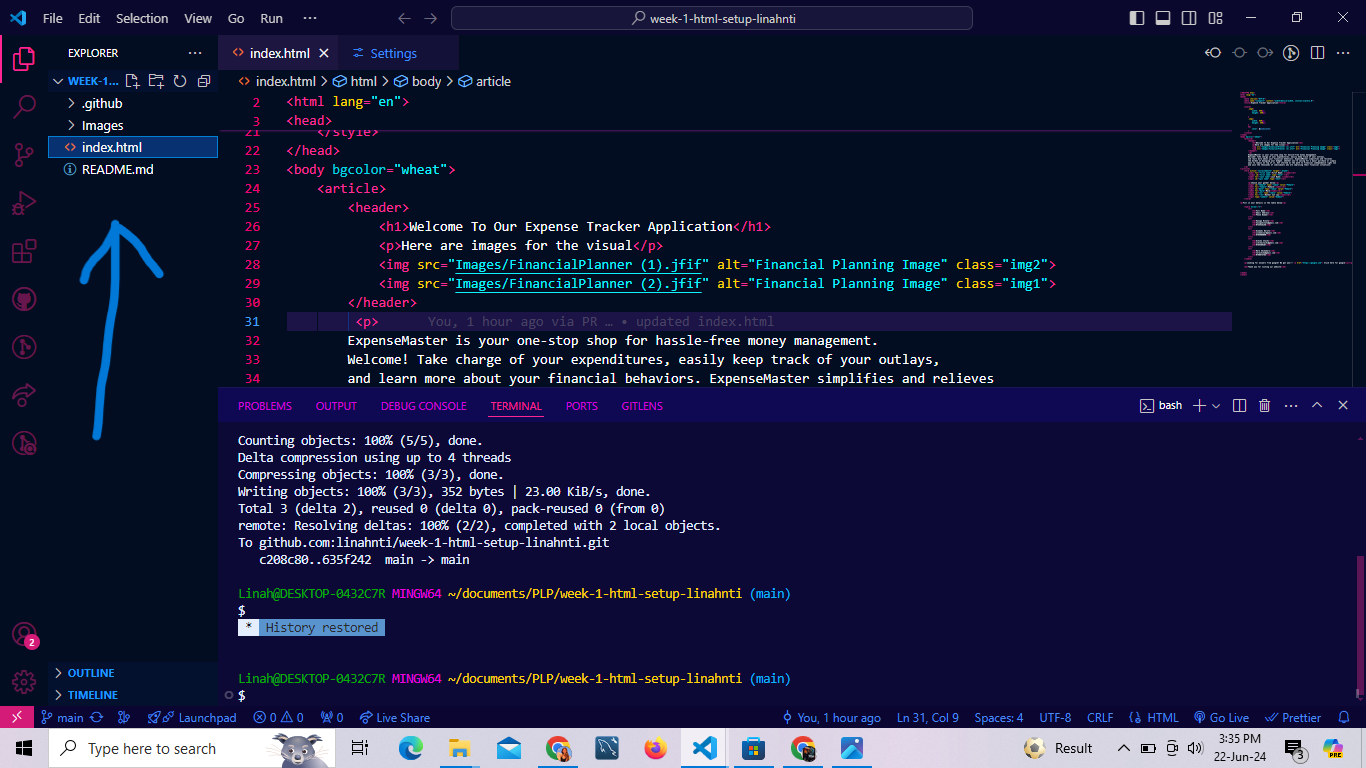 File Edit Selection View Go Run ··· week-1-html-setup-linahnti
EXPLORER ···
WEEK-1...
.github
Images
index.html
README.md
OUTLINE
TIMELINE
index.html Settings
index.html > html > body > article
2 <html lang="en">
3 <head>
21 </style>
22 </head>
23 <body bgcolor="wheat">
24 <article>
25 <header>
26 <h1>Welcome To Our Expense Tracker Application</h1>
27 <p>Here are images for the visual</p>
28 <img src="Images/FinancialPlanner (1).jfif" alt="Financial Planning Image" class="img2">
29 <img src="Images/FinancialPlanner (2).jfif" alt="Financial Planning Image" class="img1">
30 </header>
31 <p> You, 1 hour ago via PR … • updated index.html
32 ExpenseMaster is your one-stop shop for hassle-free money management.
33 Welcome! Take charge of your expenditures, easily keep track of your outlays,
34 and learn more about your financial behaviors. ExpenseMaster simplifies and relieves
PROBLEMS OUTPUT DEBUG CONSOLE TERMINAL PORTS GITLENS bash
Counting objects: 100% (5/5), done.
Delta compression using up to 4 threads
Compressing objects: 100% (3/3), done.
Writing objects: 100% (3/3), 352 bytes | 23.00 KiB/s, done.
Total 3 (delta 2), reused 0 (delta 0), pack-reused 0 (from 0)
remote: Resolving deltas: 100% (2/2), completed with 2 local objects.
To github.com:linahnti/week-1-html-setup-linahnti.git
c208c80..635f242 main -> main
Linah@DESKTOP-0432C7R MINGW64 ~/documents/PLP/week-1-html-setup-linahnti (main)
$
* History restored
Linah@DESKTOP-0432C7R MINGW64 ~/documents/PLP/week-1-html-setup-linahnti (main)
$
2
main Launchpad 0 0 0 Live Share You, 1 hour ago Ln 31, Col 9 Spaces: 4 UTF-8 CRLF HTML Go Live Prettier
Type here to search Result 3:35 PM
22-Jun-24 3 PRE